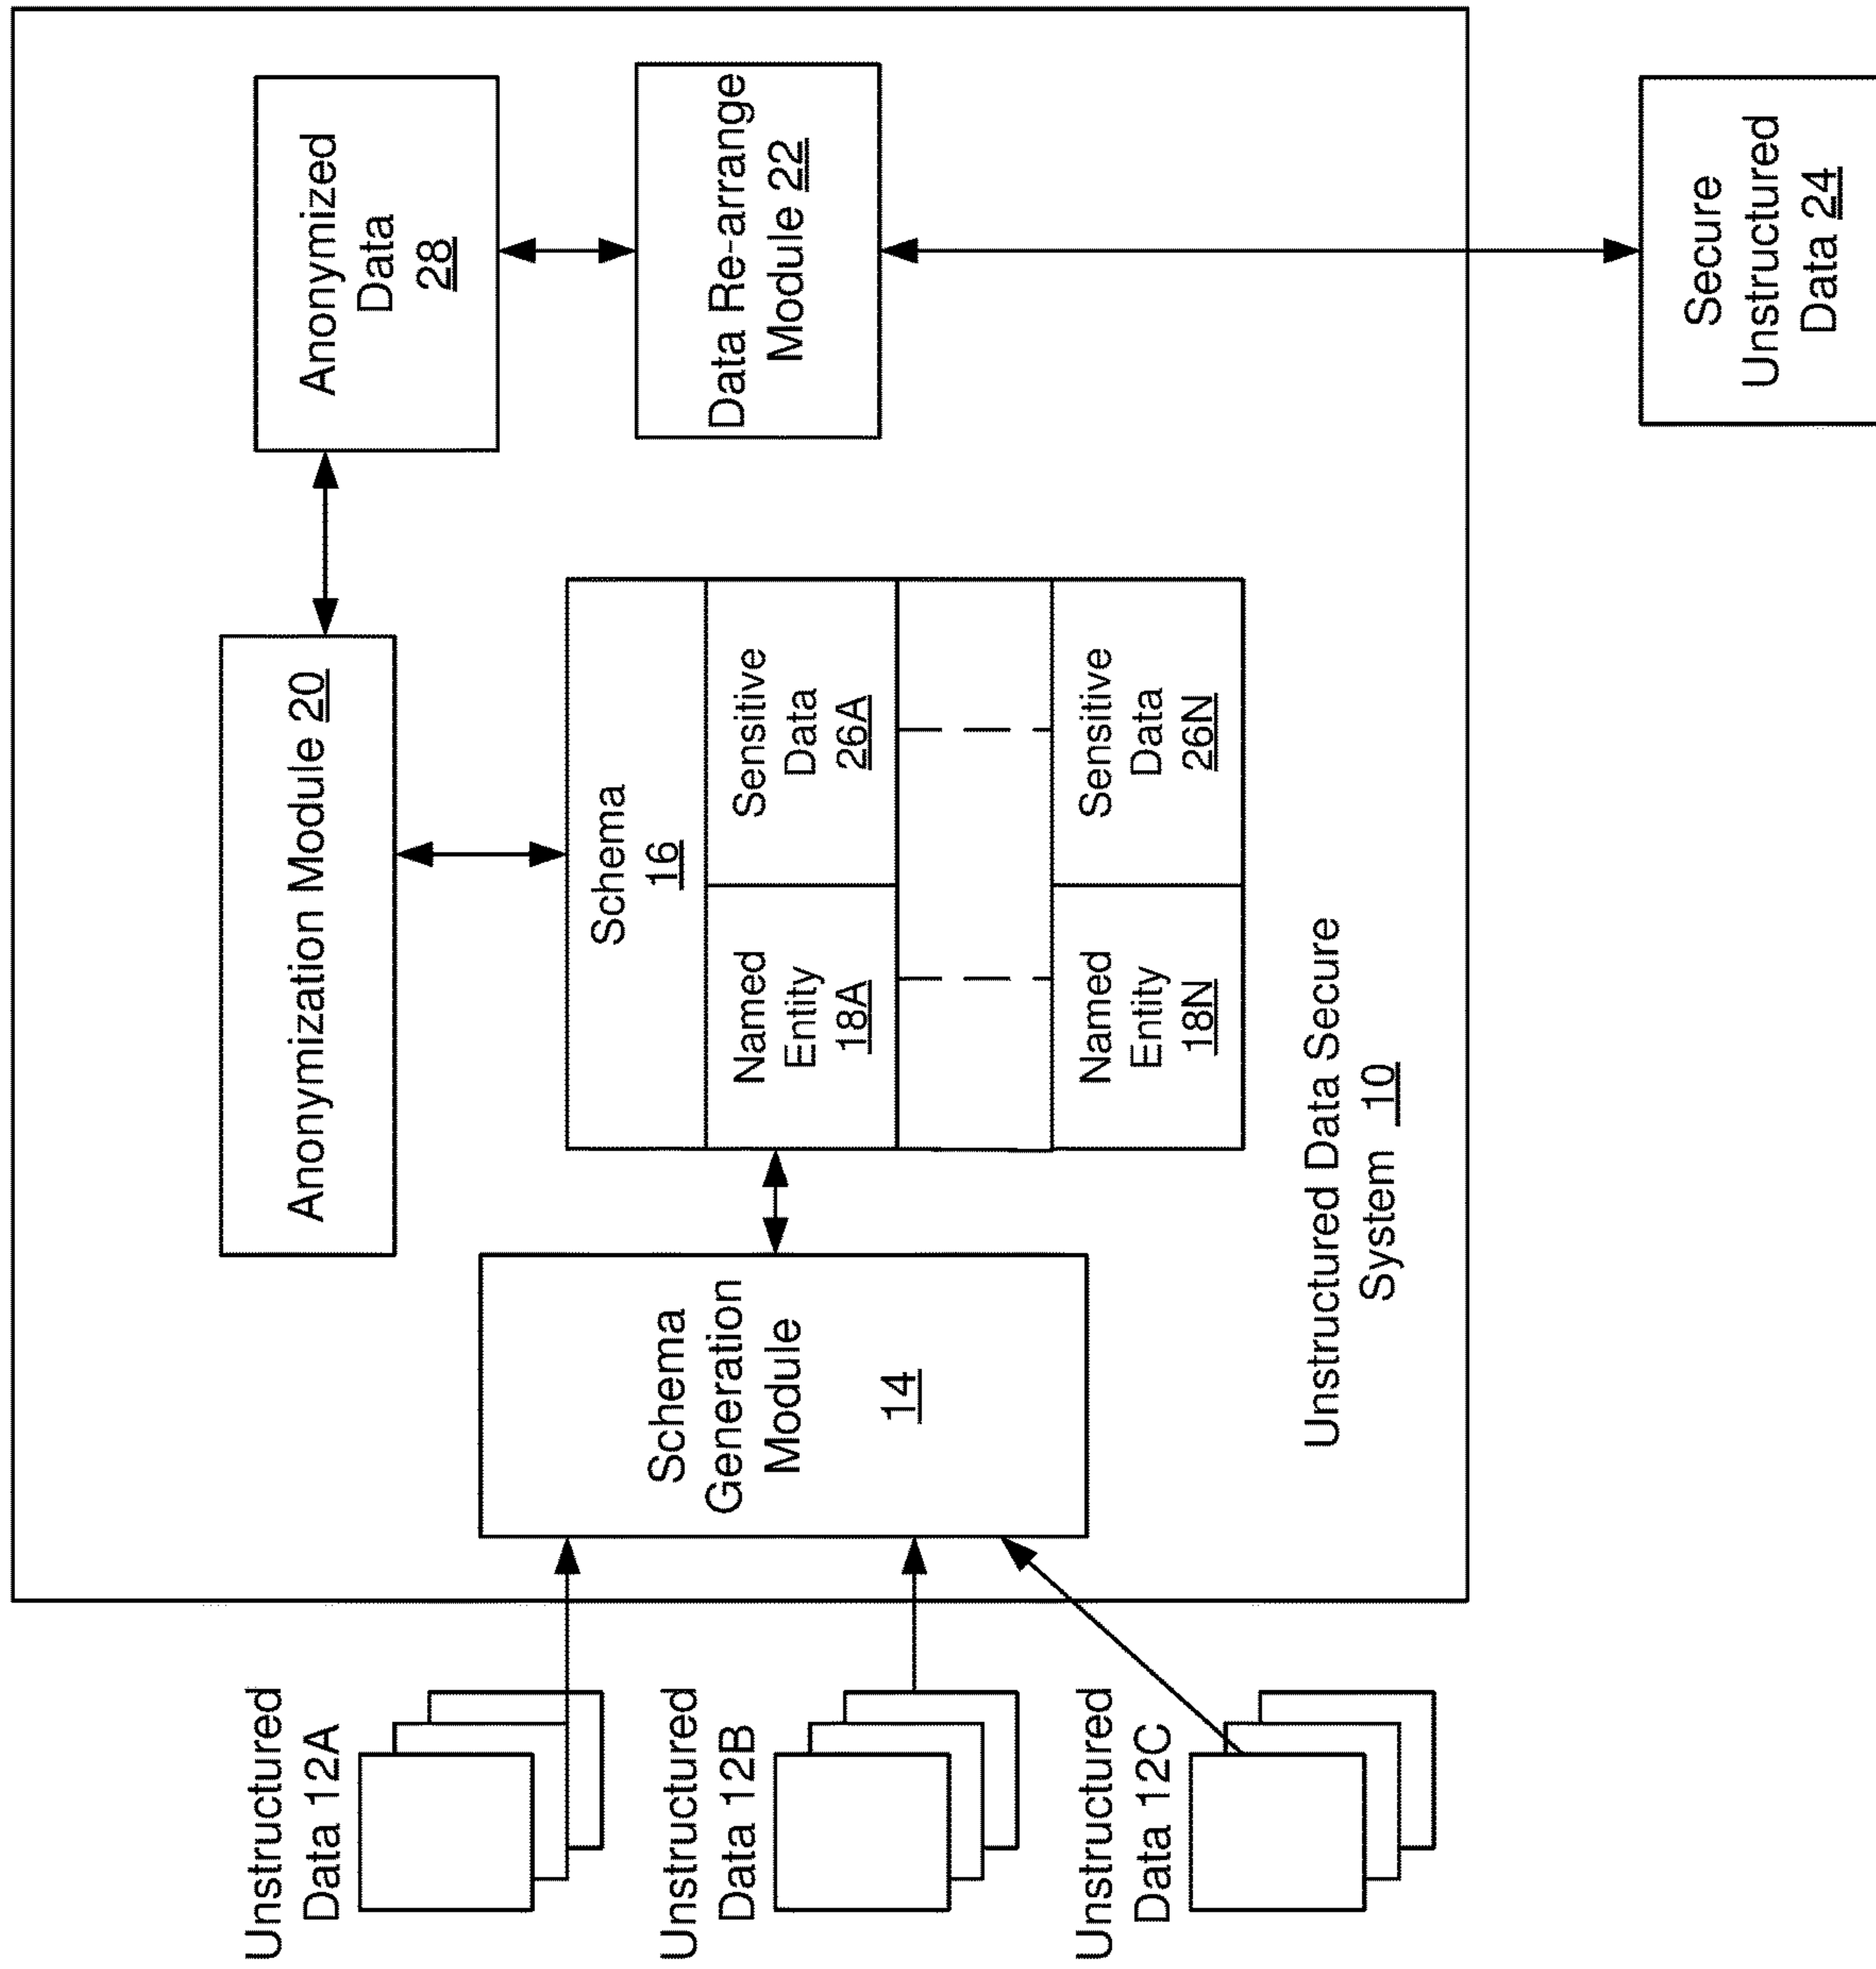 Unstructured
Data 12A
Unstructured
Data 12B
Unstructured
Data 12C
Schema
Generation
Module
14
Anonymization Module 20
Schema
16
Named
Entity
18A
Sensitive
Data
26A
Named
Entity
18N
Sensitive
Data
26N
Anonymized
Data
28
Data Re-arrange
Module 22
Unstructured Data Secure
System 10
Secure
Unstructured
Data 24